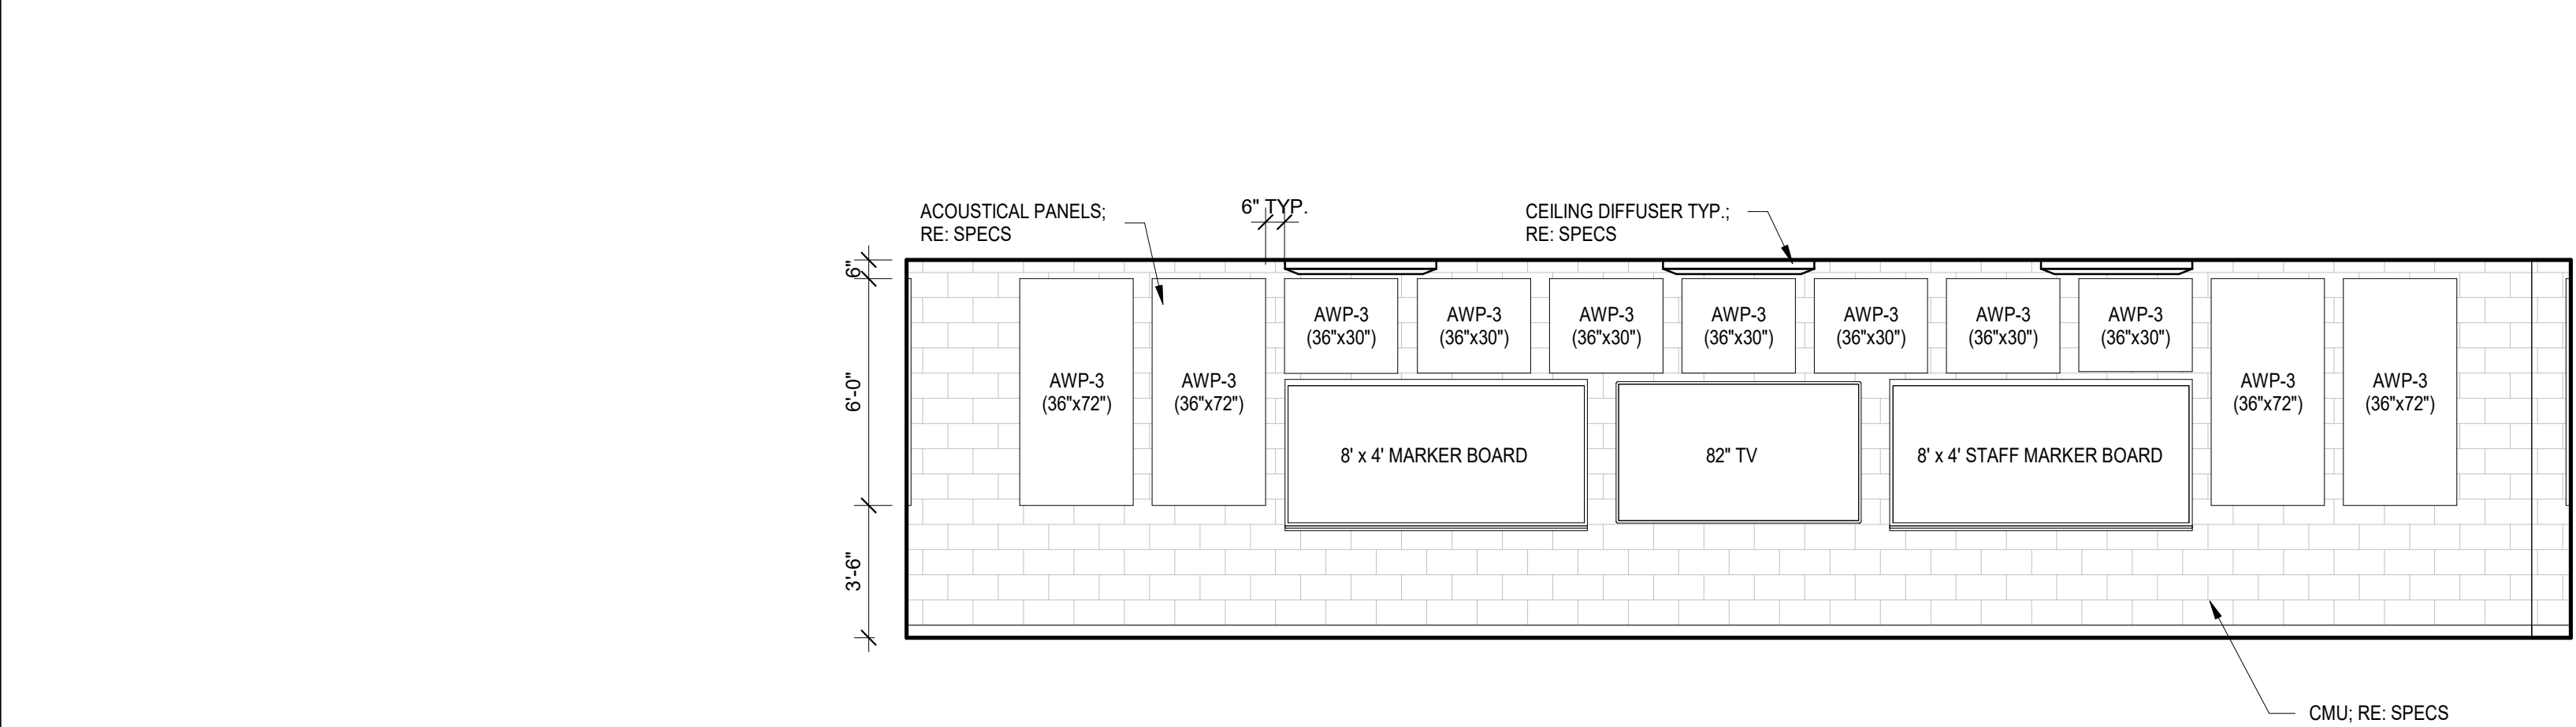 ACOUSTICAL PANELS;
RE: SPECS
6" TYP.
CEILING DIFFUSER TYP.;
RE: SPECS
6"
6'-0"
3'-6"
AWP-3
(36"x72")
AWP-3
(36"x72")
AWP-3
(36"x30")
AWP-3
(36"x30")
AWP-3
(36"x30")
AWP-3
(36"x30")
AWP-3
(36"x30")
AWP-3
(36"x30")
AWP-3
(36"x30")
AWP-3
(36"x72")
AWP-3
(36"x72")
8' x 4' MARKER BOARD
82" TV
8' x 4' STAFF MARKER BOARD
CMU; RE: SPECS